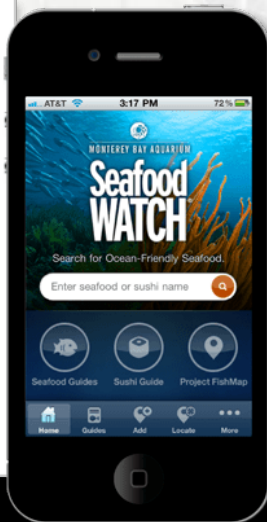 AT&T 3:17 PM 72%
MONTEREY BAY AQUARIUM
Seafood
WATCH
Search for Ocean-Friendly Seafood.
Enter seafood or sushi name
Seafood Guides Sushi Guide Project FishMap
Home Guides Add Locate More